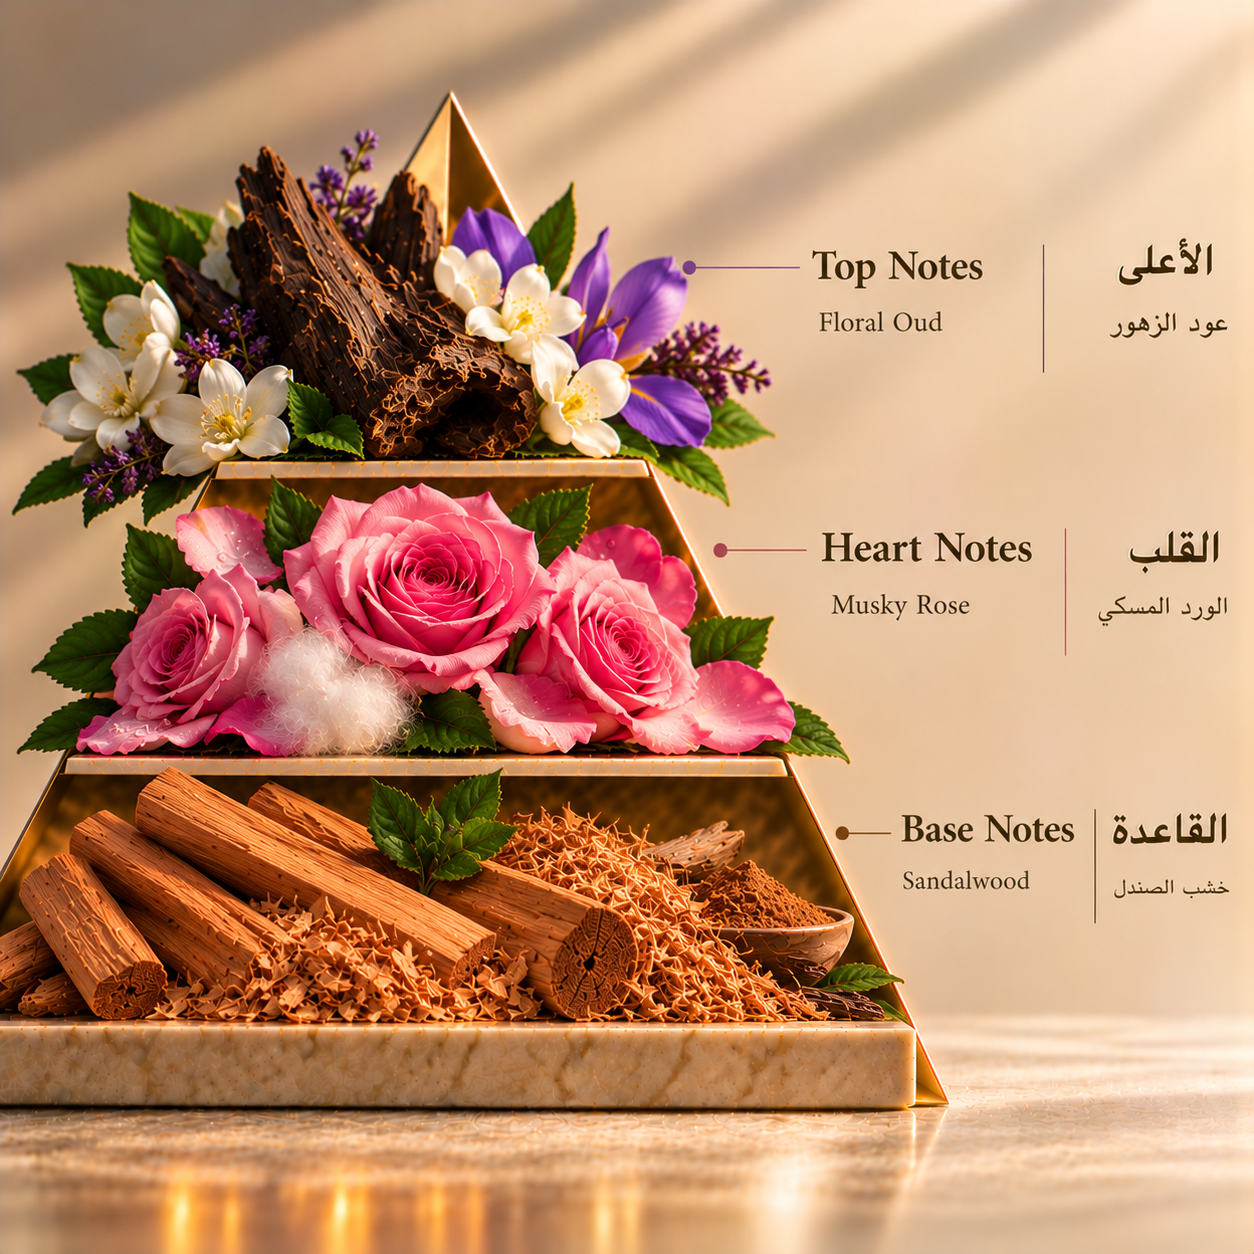 Top Notes
Floral Oud
الأعلى
عود الزهور
Heart Notes
Musky Rose
القلب
الورد المسكي
Base Notes
Sandalwood
القاعدة
خشب الصندل